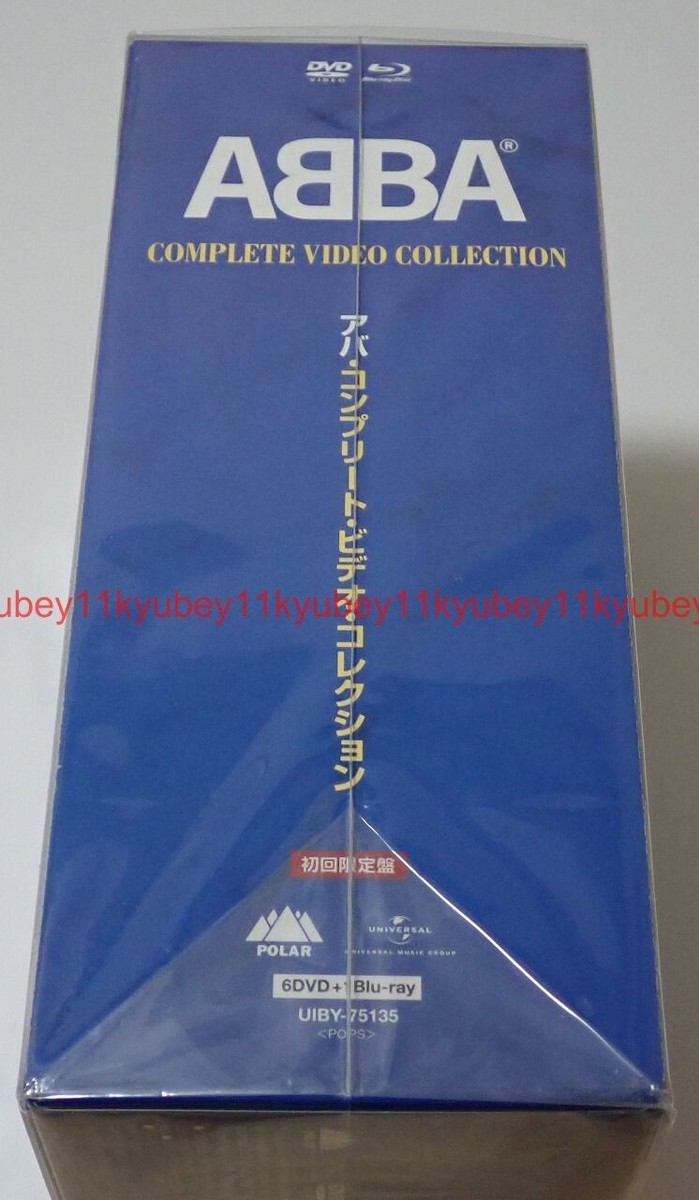 DVD VIDEO Blu-ray Disc
ABBA®
COMPLETE VIDEO COLLECTION
アバ・コンプリート・ビデオ・コレクション
ubey11kyubey11kyubey11kyubey11kyubey11kyubey
初回限定盤
POLAR UNIVERSAL
UNIVERSAL MUSIC GROUP
6DVD+1Blu-ray
UIBY-75135
<POPS>